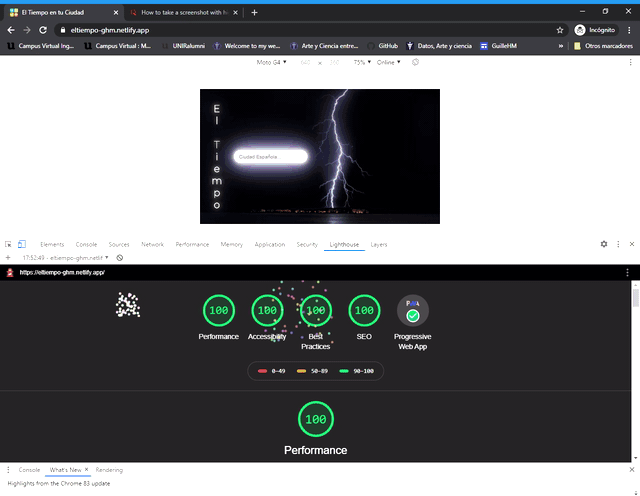 El Tiempo en tu Ciudad
How to take a screenshot with
eltiempo-ghm.netlify.app
Incógnito
Campus Virtual Ing...
Campus Virtual : M...
UNIRalumni
Welcome to my we...
Arte y Ciencia entre...
GitHub
Datos, Arte y ciencia
GuilleHM
Otros marcadores
Moto G4
640 × 360
75%
Online
El Tiempo
Ciudad Española
Elements
Console
Sources
Network
Performance
Memory
Application
Security
Lighthouse
Layers
17:52:49 - eltiempo-ghm.netlif
https://eltiempo-ghm.netlify.app/
100
100
100
100
PWA
Performance
Accessibility
Best Practices
SEO
Progressive Web App
0-49
50-89
90-100
100
Performance
Console
What's New
Rendering
Highlights from the Chrome 83 update